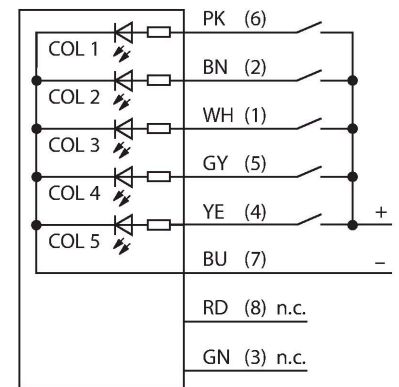 PK (6)
COL 1
BN (2)
COL 2
WH (1)
COL 3
GY (5)
COL 4
YE (4) +
COL 5
BU (7) –
RD (8) n.c.
GN (3) n.c.